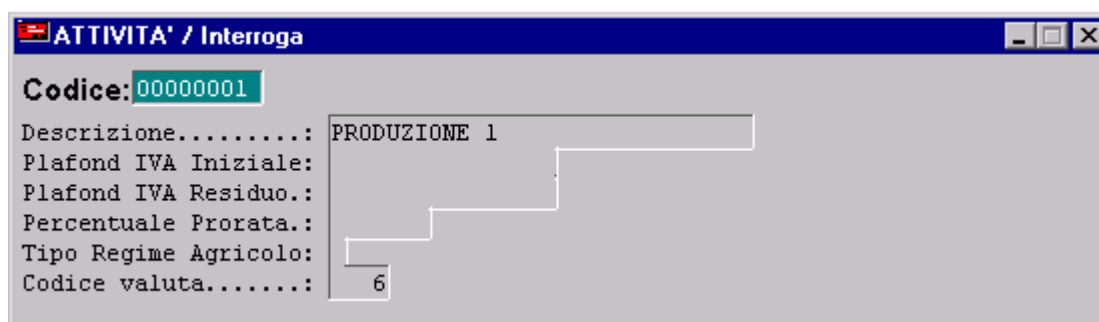 ATTIVITA' / Interroga
Codice: 00000001
Descrizione.........: PRODUZIONE 1
Plafond IVA Iniziale:
Plafond IVA Residuo.:
Percentuale Prorata.:
Tipo Regime Agricolo:
Codice valuta.......: 6